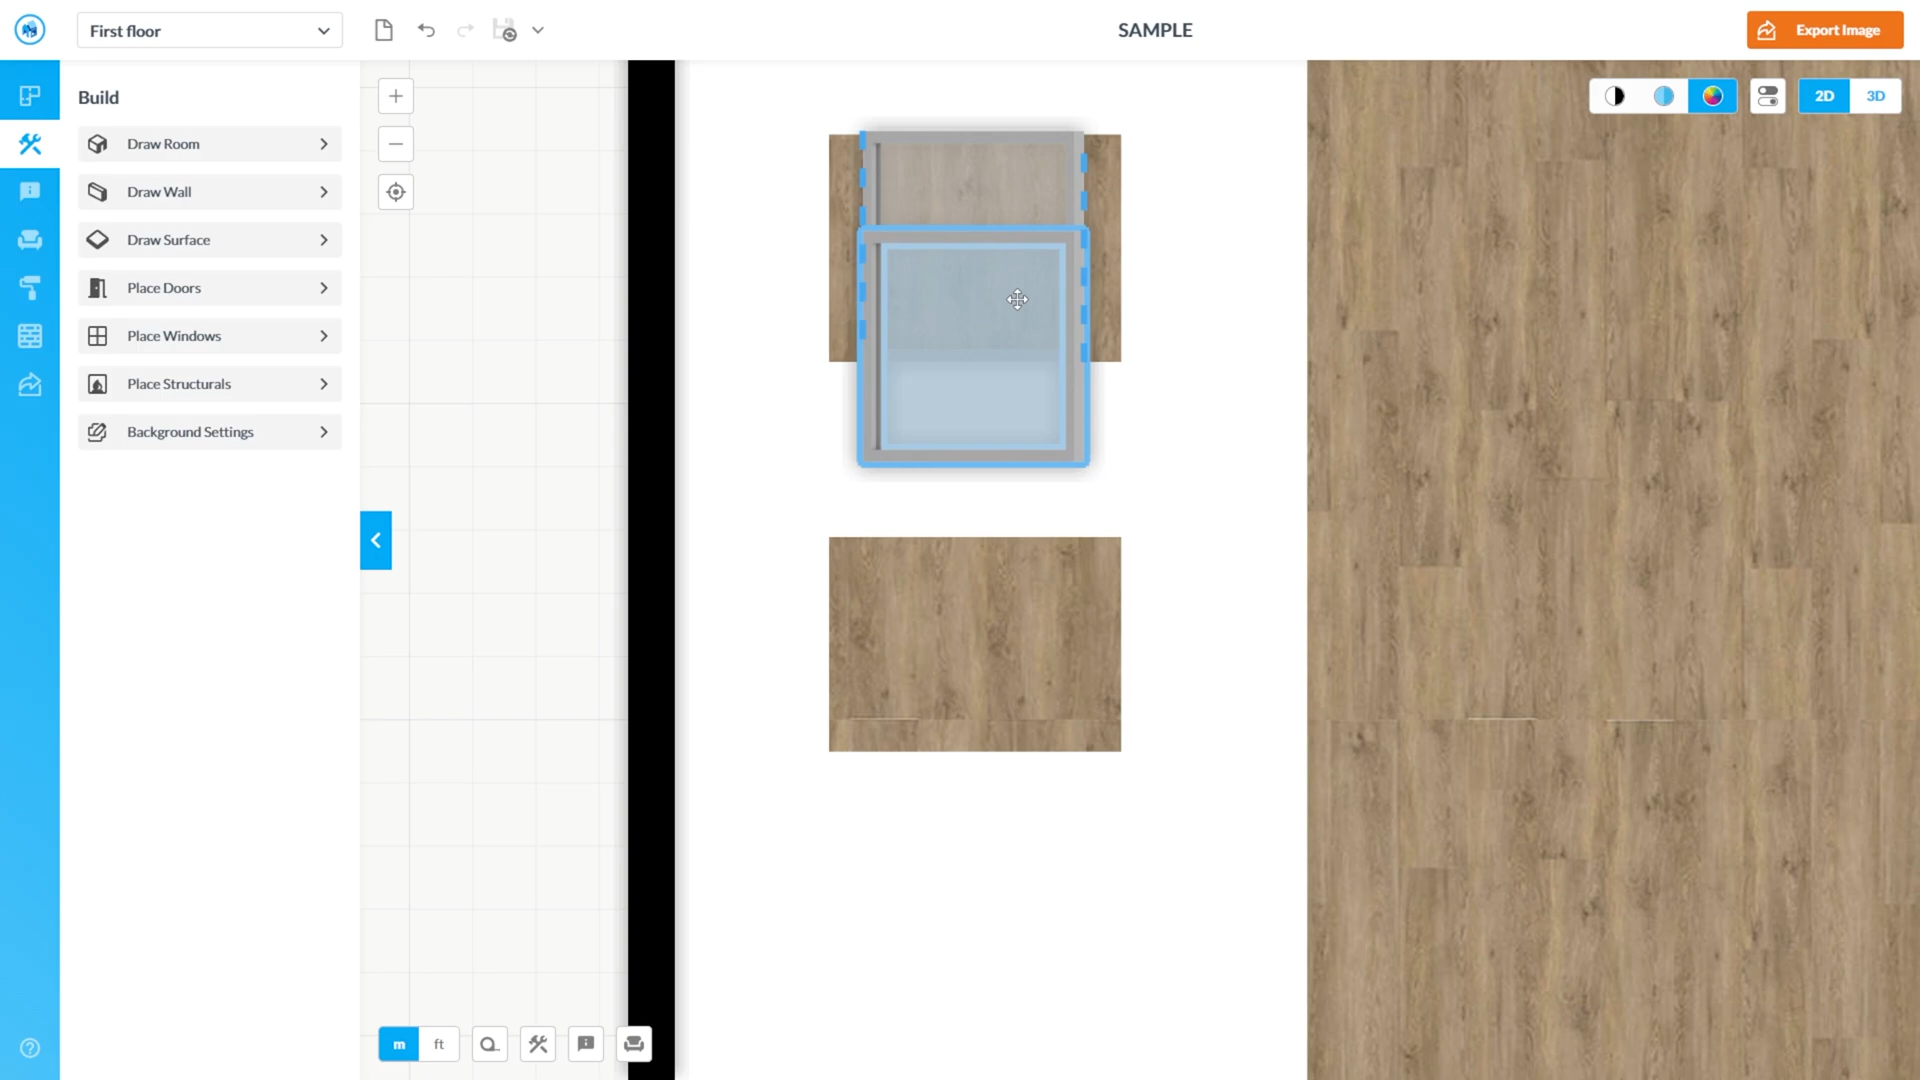 First floor
SAMPLE
Export Image
Build
2D
3D
Draw Room
Draw Wall
Draw Surface
Place Doors
Place Windows
Place Structurals
Background Settings
m
ft